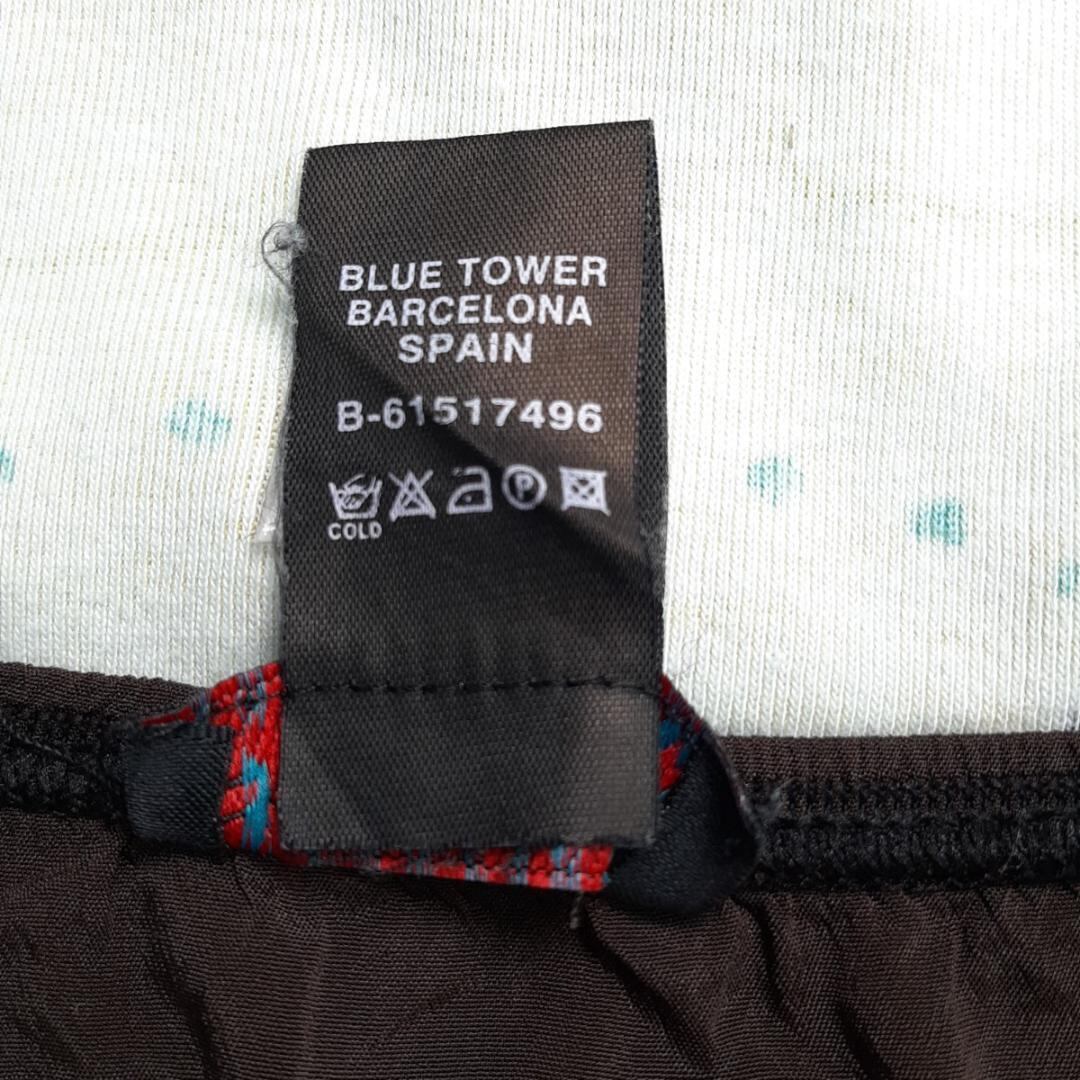 BLUE TOWER
BARCELONA
SPAIN
B-61517496
P
COLD